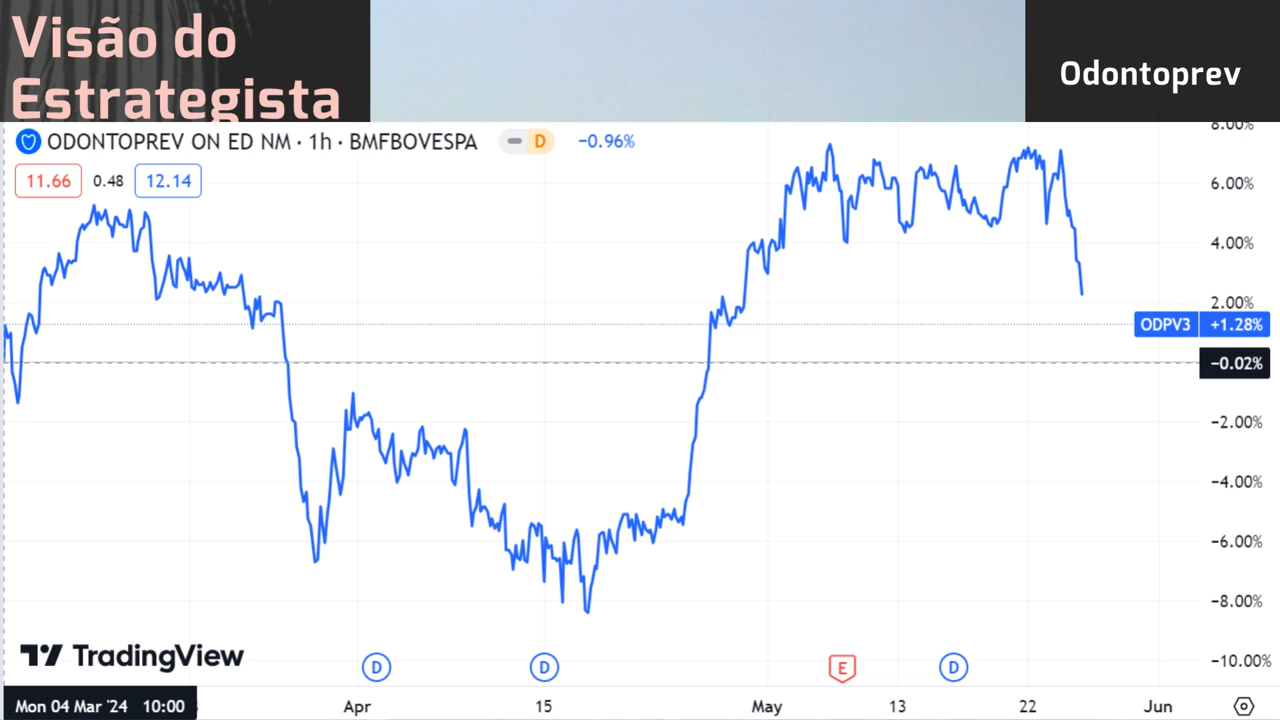 Visão do
Estrategista
Odontoprev
ODONTOPREV ON ED NM · 1h · BMFBOVESPA D −0.96%
11.66 0.48 12.14
8.00%
6.00%
4.00%
2.00%
ODPV3 +1.28%
−0.02%
−2.00%
−4.00%
−6.00%
−8.00%
−10.00%
TradingView
D D E D
Mon 04 Mar '24 10:00 Apr 15 May 13 22 Jun